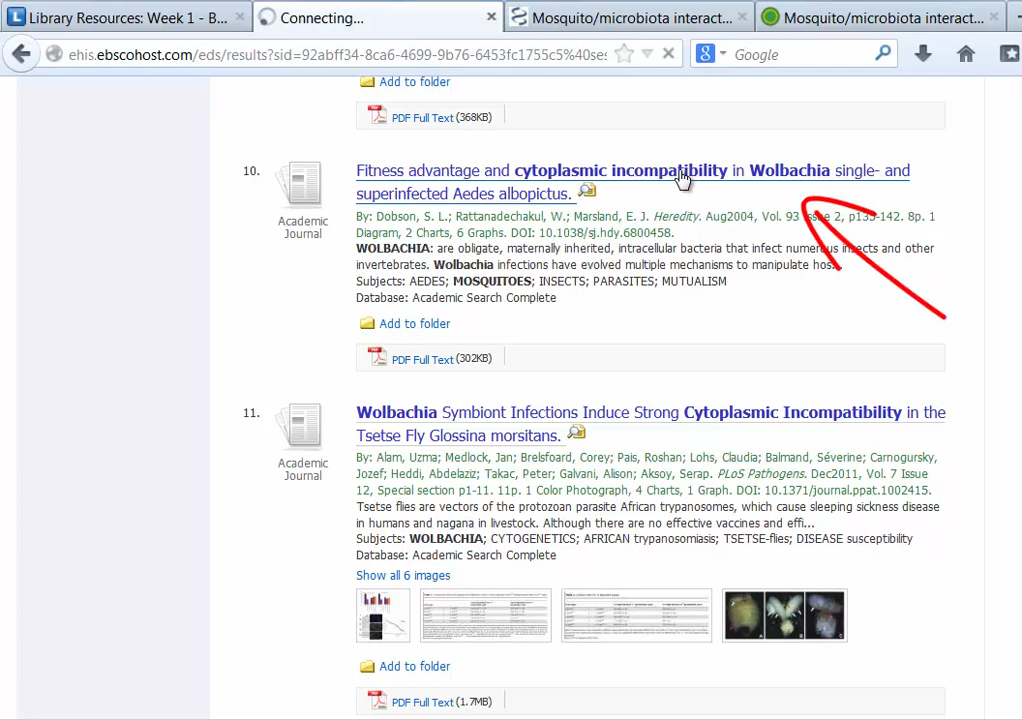 Library Resources: Week 1 - B...
Connecting...
Mosquito/microbiota interact...
Mosquito/microbiota interact...
ehis.ebscohost.com/eds/results?sid=92abff34-8ca6-4699-9b76-6453fc1755c5%40ses
Google
Add to folder
PDF Full Text (368KB)
10.
Academic
Journal
Fitness advantage and cytoplasmic incompatibility in Wolbachia single- and
superinfected Aedes albopictus.
By: Dobson, S. L.; Rattanadechakul, W.; Marsland, E. J. Heredity. Aug2004, Vol. 93 Issue 2, p135-142. 8p. 1
Diagram, 2 Charts, 6 Graphs. DOI: 10.1038/sj.hdy.6800458.
WOLBACHIA: are obligate, maternally inherited, intracellular bacteria that infect numerous insects and other
invertebrates. Wolbachia infections have evolved multiple mechanisms to manipulate hos...
Subjects: AEDES; MOSQUITOES; INSECTS; PARASITES; MUTUALISM
Database: Academic Search Complete
Add to folder
PDF Full Text (302KB)
11.
Academic
Journal
Wolbachia Symbiont Infections Induce Strong Cytoplasmic Incompatibility in the
Tsetse Fly Glossina morsitans.
By: Alam, Uzma; Medlock, Jan; Brelsfoard, Corey; Pais, Roshan; Lohs, Claudia; Balmand, Séverine; Carnogursky,
Jozef; Heddi, Abdelaziz; Takac, Peter; Galvani, Alison; Aksoy, Serap. PLoS Pathogens. Dec2011, Vol. 7 Issue
12, Special section p1-11. 11p. 1 Color Photograph, 4 Charts, 1 Graph. DOI: 10.1371/journal.ppat.1002415.
Tsetse flies are vectors of the protozoan parasite African trypanosomes, which cause sleeping sickness disease
in humans and nagana in livestock. Although there are no effective vaccines and effi...
Subjects: WOLBACHIA; CYTOGENETICS; AFRICAN trypanosomiasis; TSETSE-flies; DISEASE susceptibility
Database: Academic Search Complete
Show all 6 images
Add to folder
PDF Full Text (1.7MB)